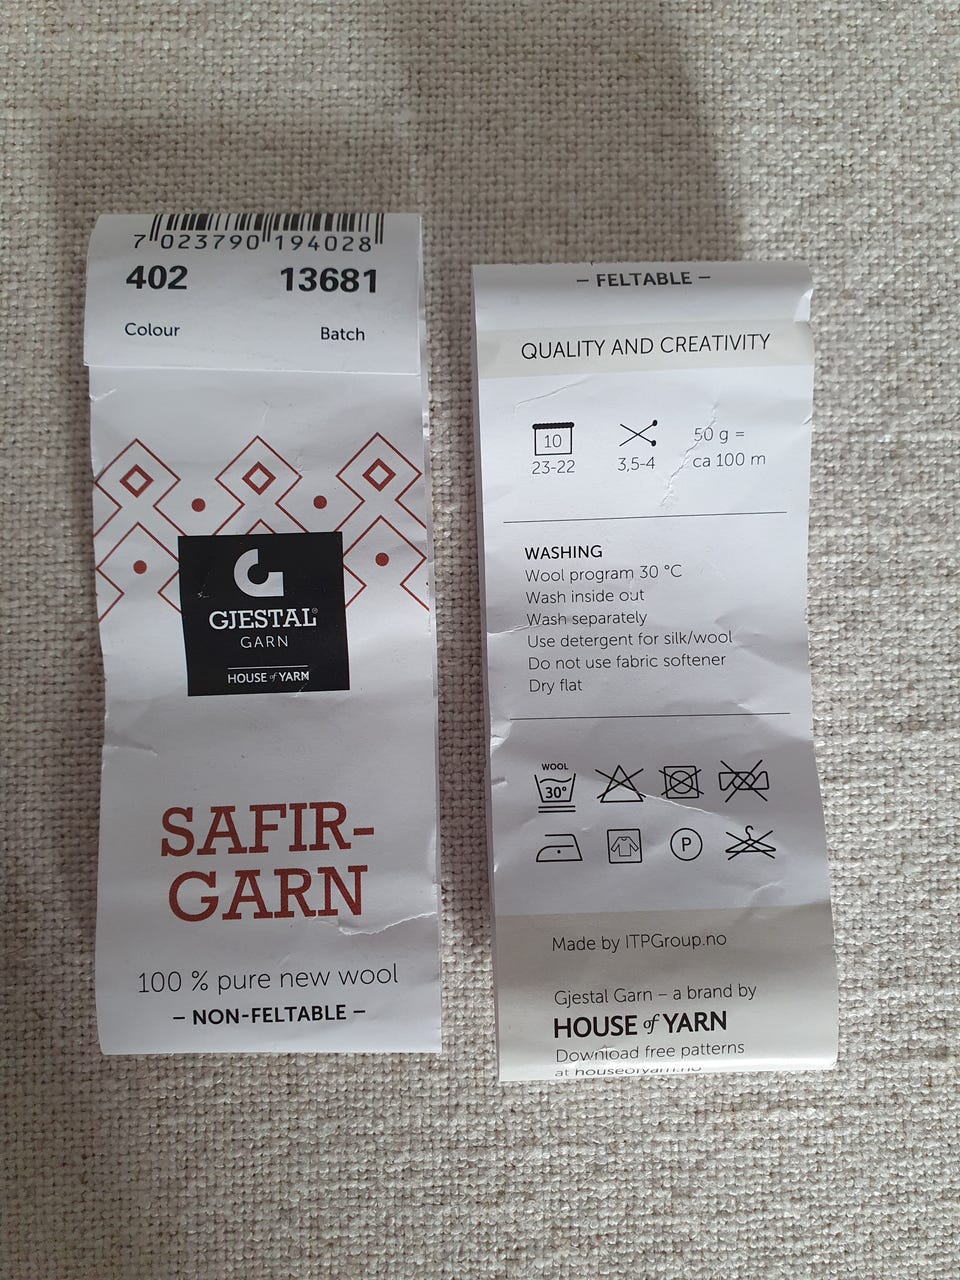 7 023790 194028
402 13681
Colour Batch
GJESTAL®
GARN
HOUSE of YARN
SAFIR-
GARN
100 % pure new wool
– NON-FELTABLE –
– FELTABLE –
QUALITY AND CREATIVITY
10
23-22
3,5-4
50 g =
ca 100 m
WASHING
Wool program 30 °C
Wash inside out
Wash separately
Use detergent for silk/wool
Do not use fabric softener
Dry flat
WOOL
30°
P
Made by ITPGroup.no
Gjestal Garn – a brand by
HOUSE of YARN
Download free patterns
at houseofyarn.no